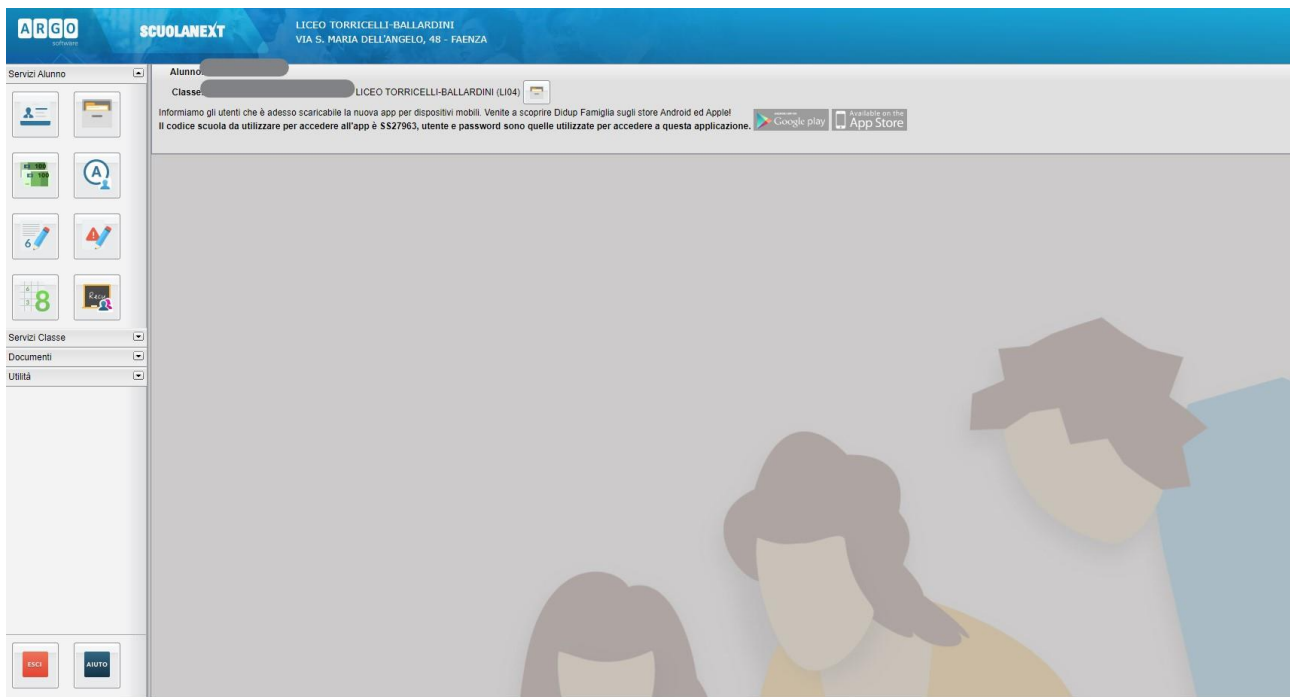 ARGO
software
SCUOLANEXT
LICEO TORRICELLI-BALLARDINI
VIA S. MARIA DELL'ANGELO, 48 - FAENZA
Servizi Alunno
Alunno
Classe LICEO TORRICELLI-BALLARDINI (LI04)
Informiamo gli utenti che è adesso scaricabile la nuova app per dispositivi mobili. Venite a scoprire Didup Famiglia sugli store Android ed Apple!
Il codice scuola da utilizzare per accedere all'app è SS27963, utente e password sono quelle utilizzate per accedere a questa applicazione.
Google play
Available on the
App Store
100
100
A
6
8
Servizi Classe
Documenti
Utilità
ESCI
AIUTO